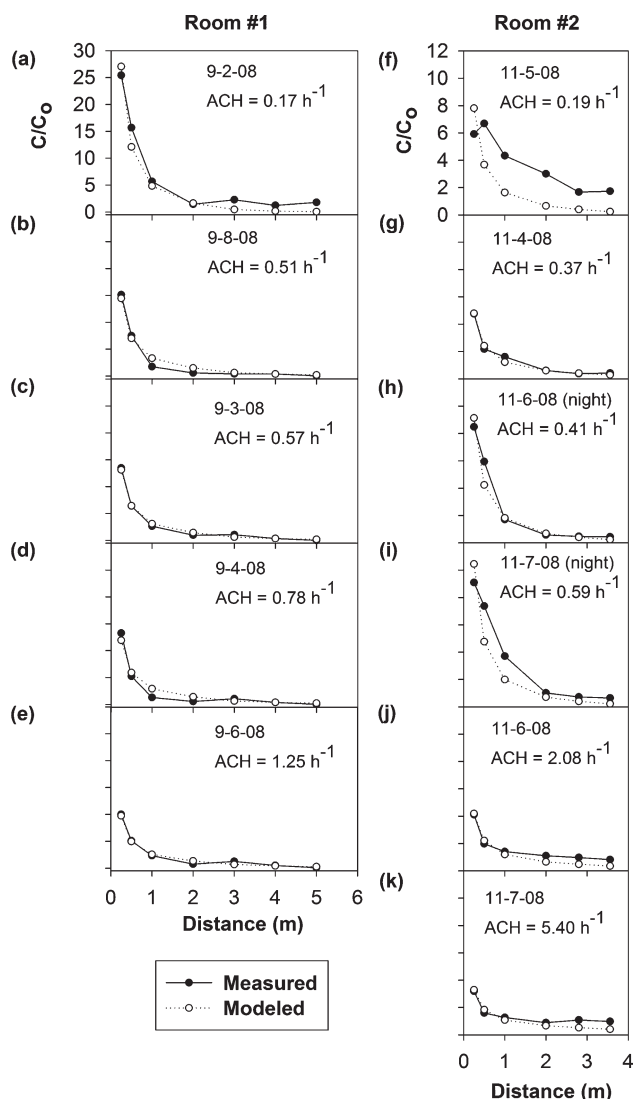 Room #1
Room #2
(a)
30
25
20
15
10
5
0
C/Co
9-2-08
ACH = 0.17 h-1
(b)
9-8-08
ACH = 0.51 h-1
(c)
9-3-08
ACH = 0.57 h-1
(d)
9-4-08
ACH = 0.78 h-1
(e)
9-6-08
ACH = 1.25 h-1
0 1 2 3 4 5 6
Distance (m)
Measured
Modeled
(f)
12
10
8
6
4
2
0
C/Co
11-5-08
ACH = 0.19 h-1
(g)
11-4-08
ACH = 0.37 h-1
(h)
11-6-08 (night)
ACH = 0.41 h-1
(i)
11-7-08 (night)
ACH = 0.59 h-1
(j)
11-6-08
ACH = 2.08 h-1
(k)
11-7-08
ACH = 5.40 h-1
0 1 2 3 4
Distance (m)